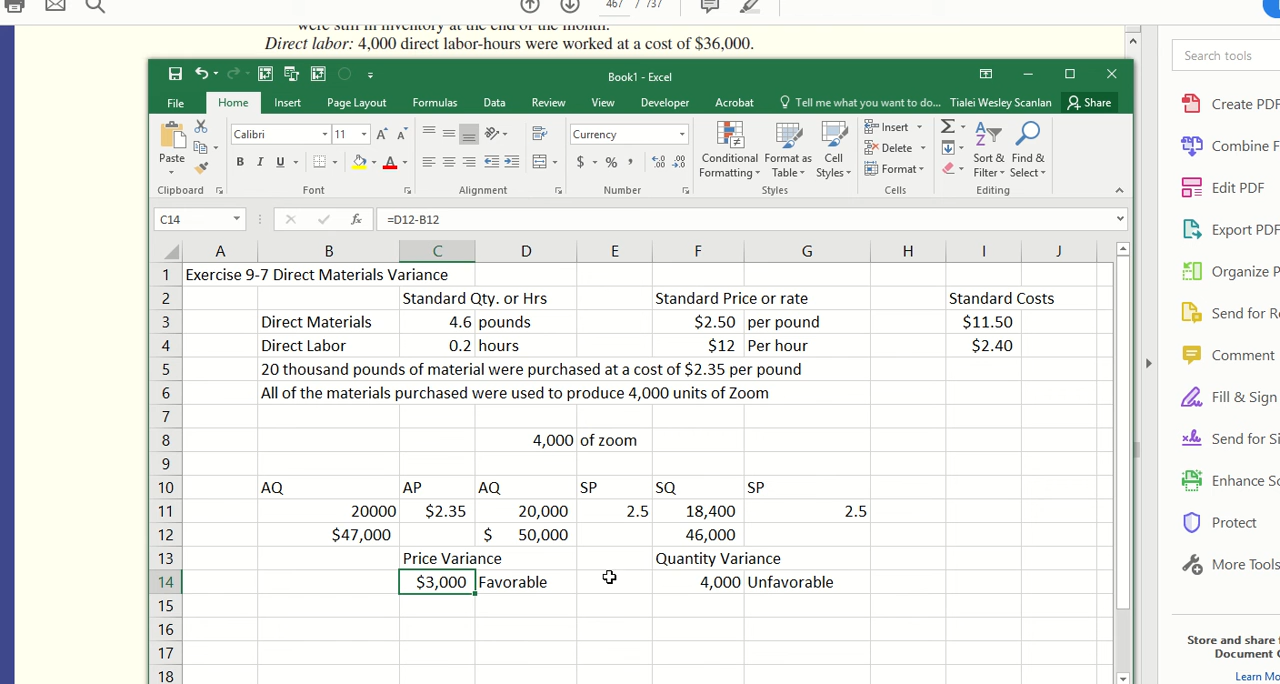 467 / 737
were still in inventory at the end of the month.
Direct labor: 4,000 direct labor-hours were worked at a cost of $36,000.
Book1 - Excel
File Home Insert Page Layout Formulas Data Review View Developer Acrobat Tell me what you want to do... Tialei Wesley Scanlan Share
Paste
Calibri 11
B I U
Currency
$ % ,
Conditional Formatting
Format as Table
Cell Styles
Insert
Delete
Format
Sort & Filter
Find & Select
Clipboard Font Alignment Number Styles Cells Editing
C14 fx =D12-B12
A B C D E F G H I J
1 Exercise 9-7 Direct Materials Variance
2 Standard Qty. or Hrs Standard Price or rate Standard Costs
3 Direct Materials 4.6 pounds $2.50 per pound $11.50
4 Direct Labor 0.2 hours $12 Per hour $2.40
5 20 thousand pounds of material were purchased at a cost of $2.35 per pound
6 All of the materials purchased were used to produce 4,000 units of Zoom
7
8 4,000 of zoom
9
10 AQ AP AQ SP SQ SP
11 20000 $2.35 20,000 2.5 18,400 2.5
12 $47,000 $ 50,000 46,000
13 Price Variance Quantity Variance
14 $3,000 Favorable 4,000 Unfavorable
15
16
17
18
Search tools
Create PDF
Combine F
Edit PDF
Export PDF
Organize P
Send for R
Comment
Fill & Sign
Send for Si
Enhance Sc
Protect
More Tools
Store and share
Document C
Learn Mo